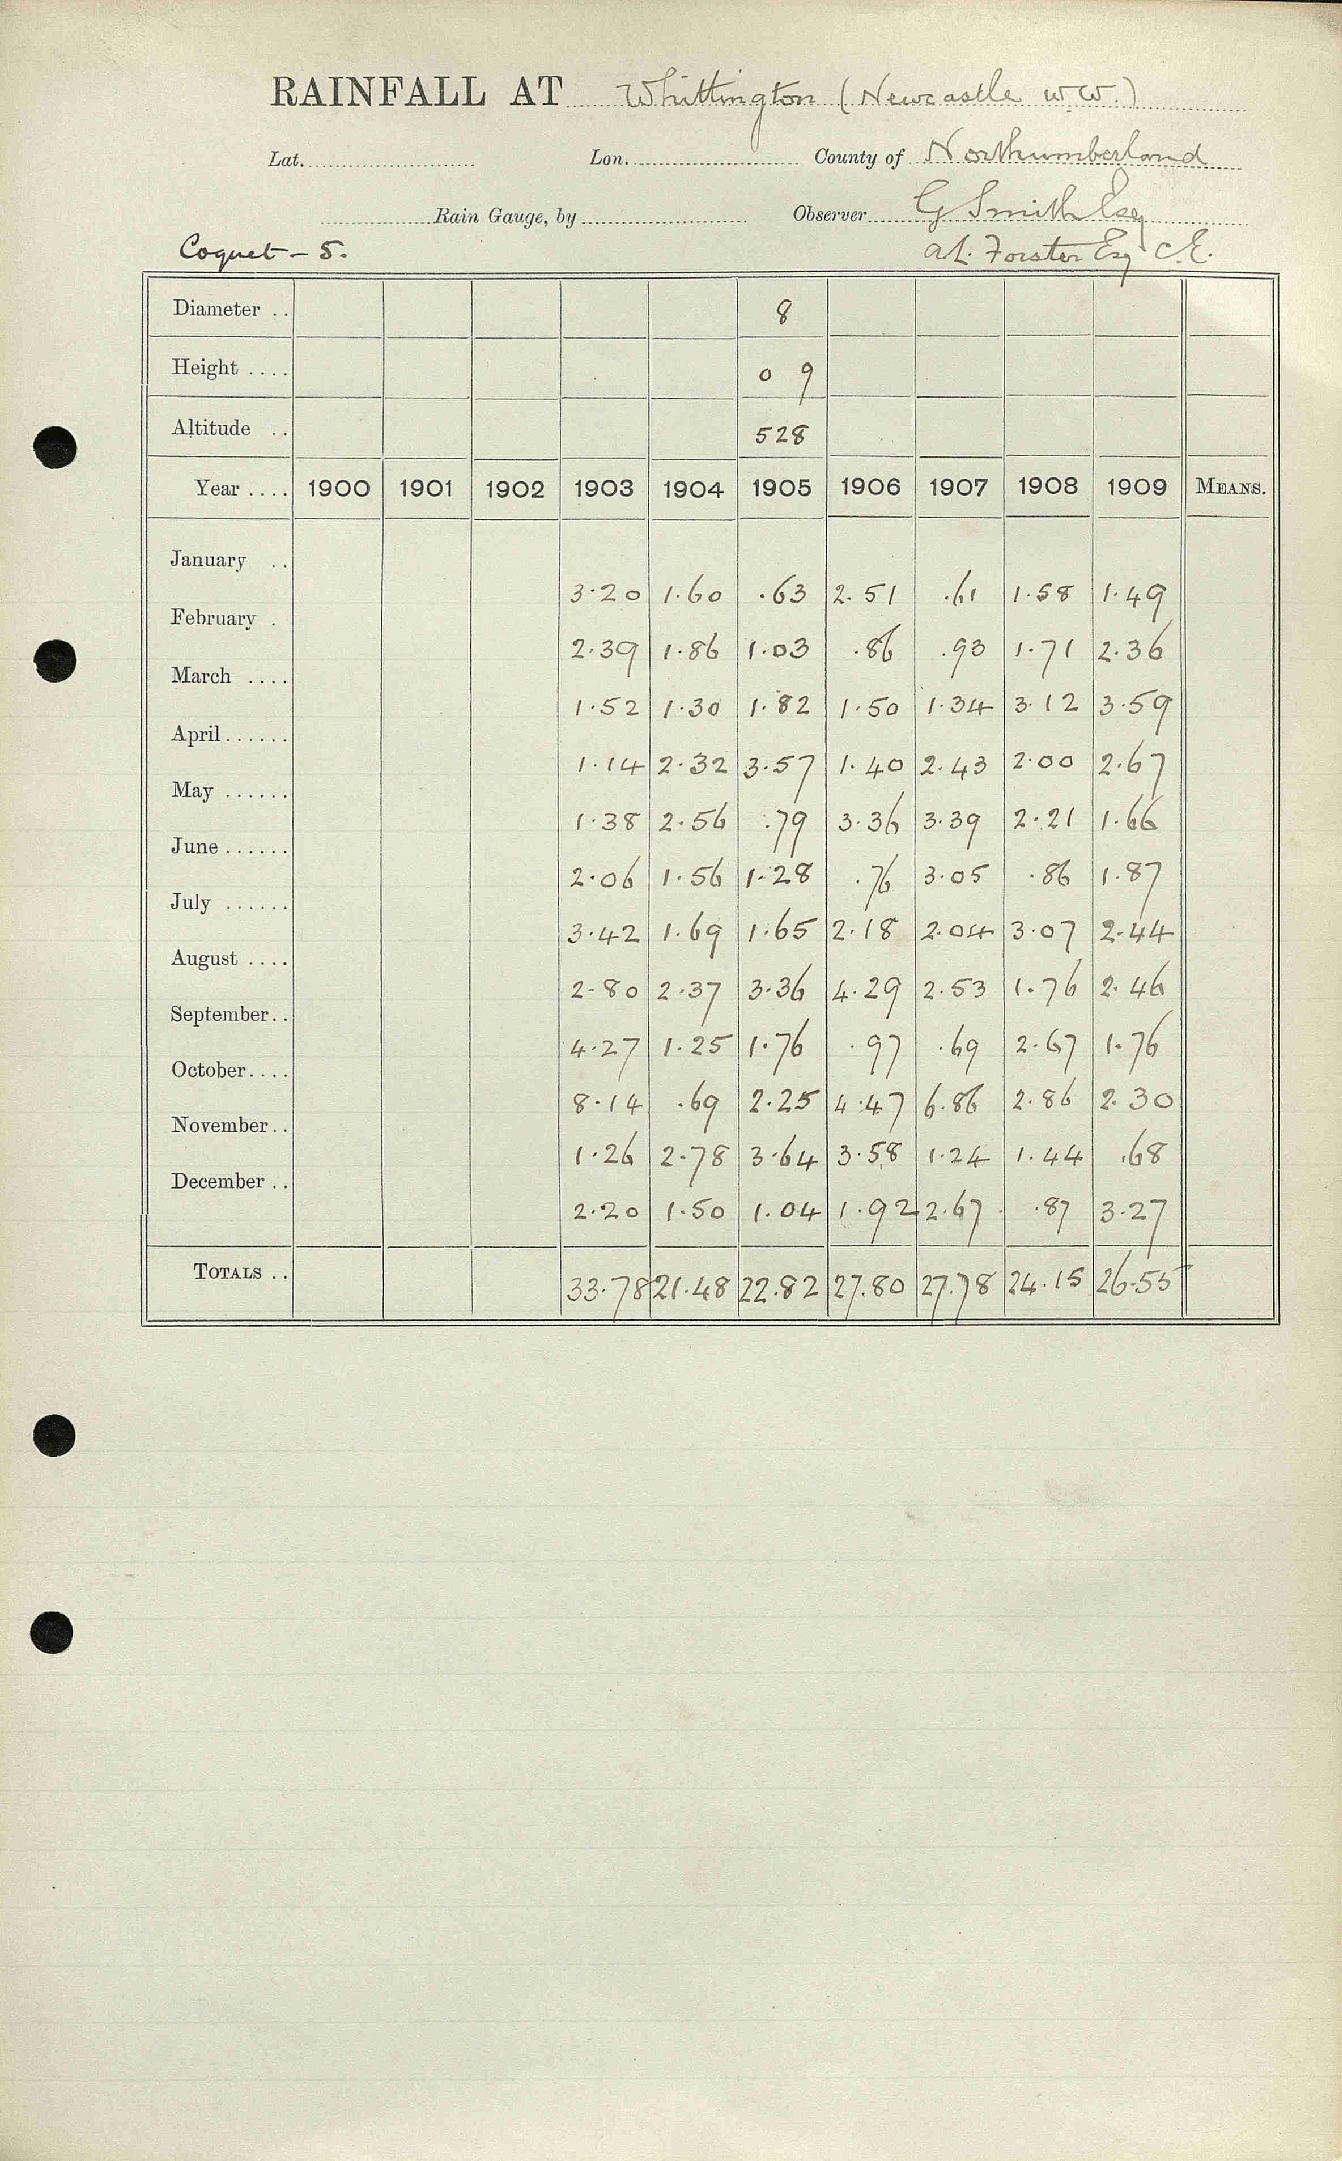 RAINFALL AT Whittington (Newcastle W.W.)
Lat. Lon. County of Northumberland
Rain Gauge, by Observer G Smith Esq
Coquet - 5. A.L. Forster Esq C.E.
Diameter .. 8
Height .... 0 9
Altitude .. 528
Year .... 1900 1901 1902 1903 1904 1905 1906 1907 1908 1909 MEANS.
January .. 3.20 1.60 .63 2.51 .61 1.58 1.49
February . 2.39 1.86 1.03 .86 .93 1.71 2.36
March .... 1.52 1.30 1.82 1.50 1.34 3.12 3.59
April...... 1.14 2.32 3.57 1.40 2.43 2.00 2.67
May ...... 1.38 2.56 .79 3.36 3.39 2.21 1.66
June...... 2.06 1.56 1.28 .76 3.05 .86 1.87
July ...... 3.42 1.69 1.65 2.18 2.04 3.07 2.44
August .... 2.80 2.37 3.36 4.29 2.53 1.76 2.46
September.. 4.27 1.25 1.76 .97 .69 2.67 1.76
October.... 8.14 .69 2.25 4.47 6.86 2.86 2.30
November.. 1.26 2.78 3.64 3.58 1.24 1.44 .68
December .. 2.20 1.50 1.04 1.92 2.67 .87 3.27
TOTALS .. 33.78 21.48 22.82 27.80 27.78 24.15 26.55